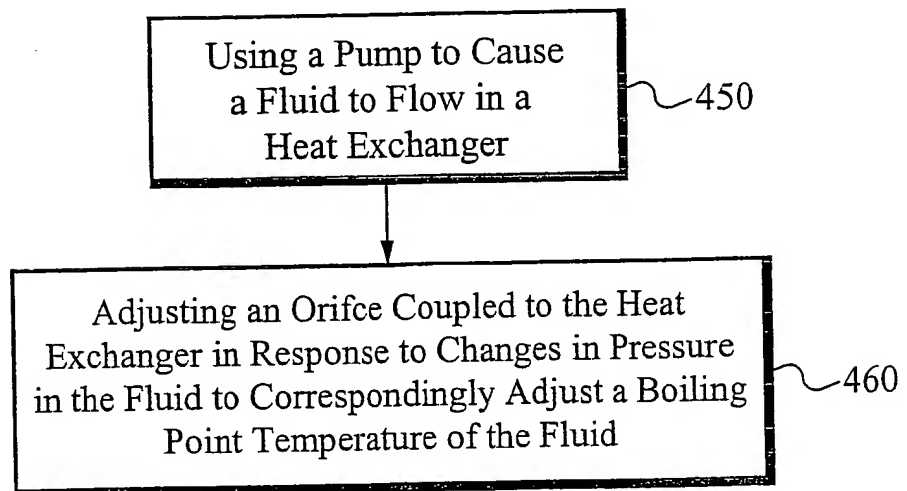 Using a Pump to Cause
a Fluid to Flow in a
Heat Exchanger
450
Adjusting an Orifce Coupled to the Heat
Exchanger in Response to Changes in Pressure
in the Fluid to Correspondingly Adjust a Boiling
Point Temperature of the Fluid
460